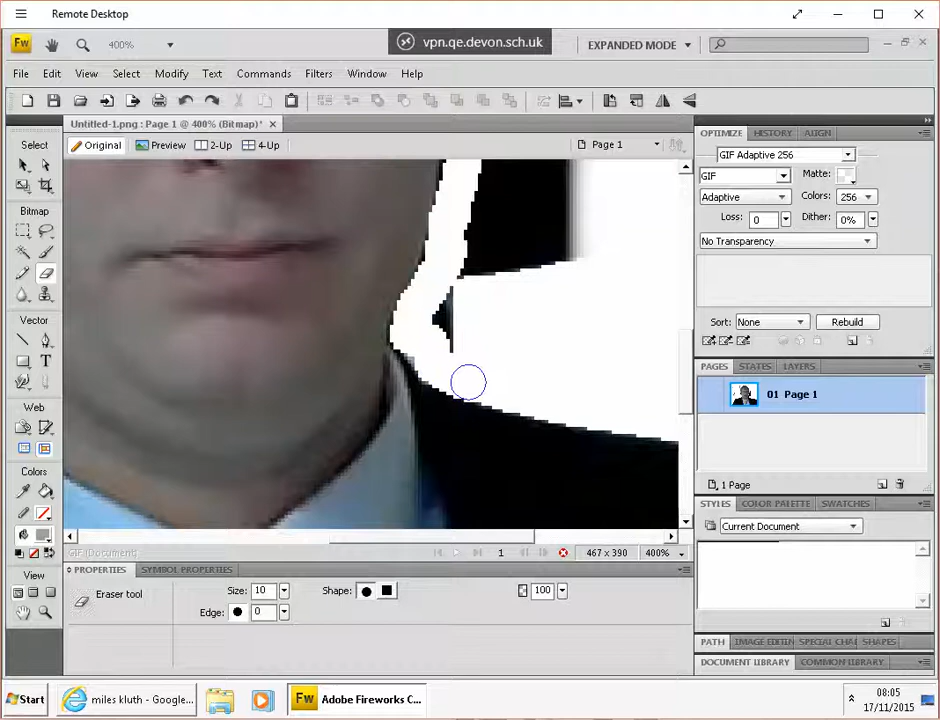 Remote Desktop
Fw 400% vpn.qe.devon.sch.uk EXPANDED MODE
File Edit View Select Modify Text Commands Filters Window Help
Untitled-1.png : Page 1 @ 400% (Bitmap)*
Original Preview 2-Up 4-Up Page 1
Select
Bitmap
Vector
T
Web
Colors
View
OPTIMIZE HISTORY ALIGN
GIF Adaptive 256
GIF Matte:
Adaptive Colors: 256
Loss: 0 Dither: 0%
No Transparency
Sort: None Rebuild
PAGES STATES LAYERS
01 Page 1
1 Page
STYLES COLOR PALETTE SWATCHES
Current Document
PATH IMAGE EDITIN SPECIAL CHAI SHAPES
DOCUMENT LIBRARY COMMON LIBRARY
GIF (Document) 1 467 x 390 400%
PROPERTIES SYMBOL PROPERTIES
Eraser tool Size: 10 Shape: 100
Edge: 0
Start miles kluth - Google... Fw Adobe Fireworks C... 08:05
17/11/2015